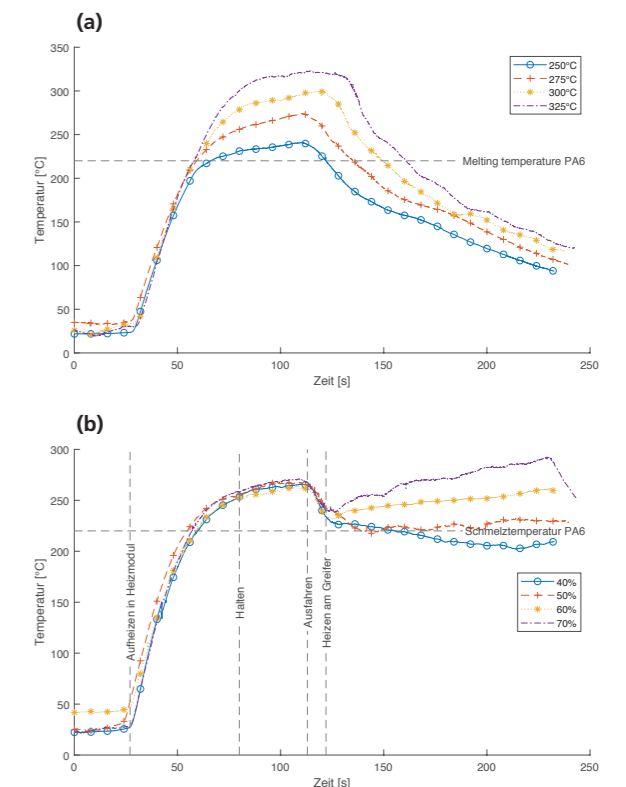 (a)
350
300
250
200
150
100
50
0
Temperatur [°C]
250°C
275°C
300°C
325°C
Melting temperature PA6
0 50 100 150 200 250
Zeit [s]
(b)
300
250
200
150
100
50
0
Temperatur [°C]
Aufheizen in Heizmodul
Halten
Ausfahren
Heizen am Greifer
Schmelztemperatur PA6
40%
50%
60%
70%
0 50 100 150 200 250
Zeit [s]